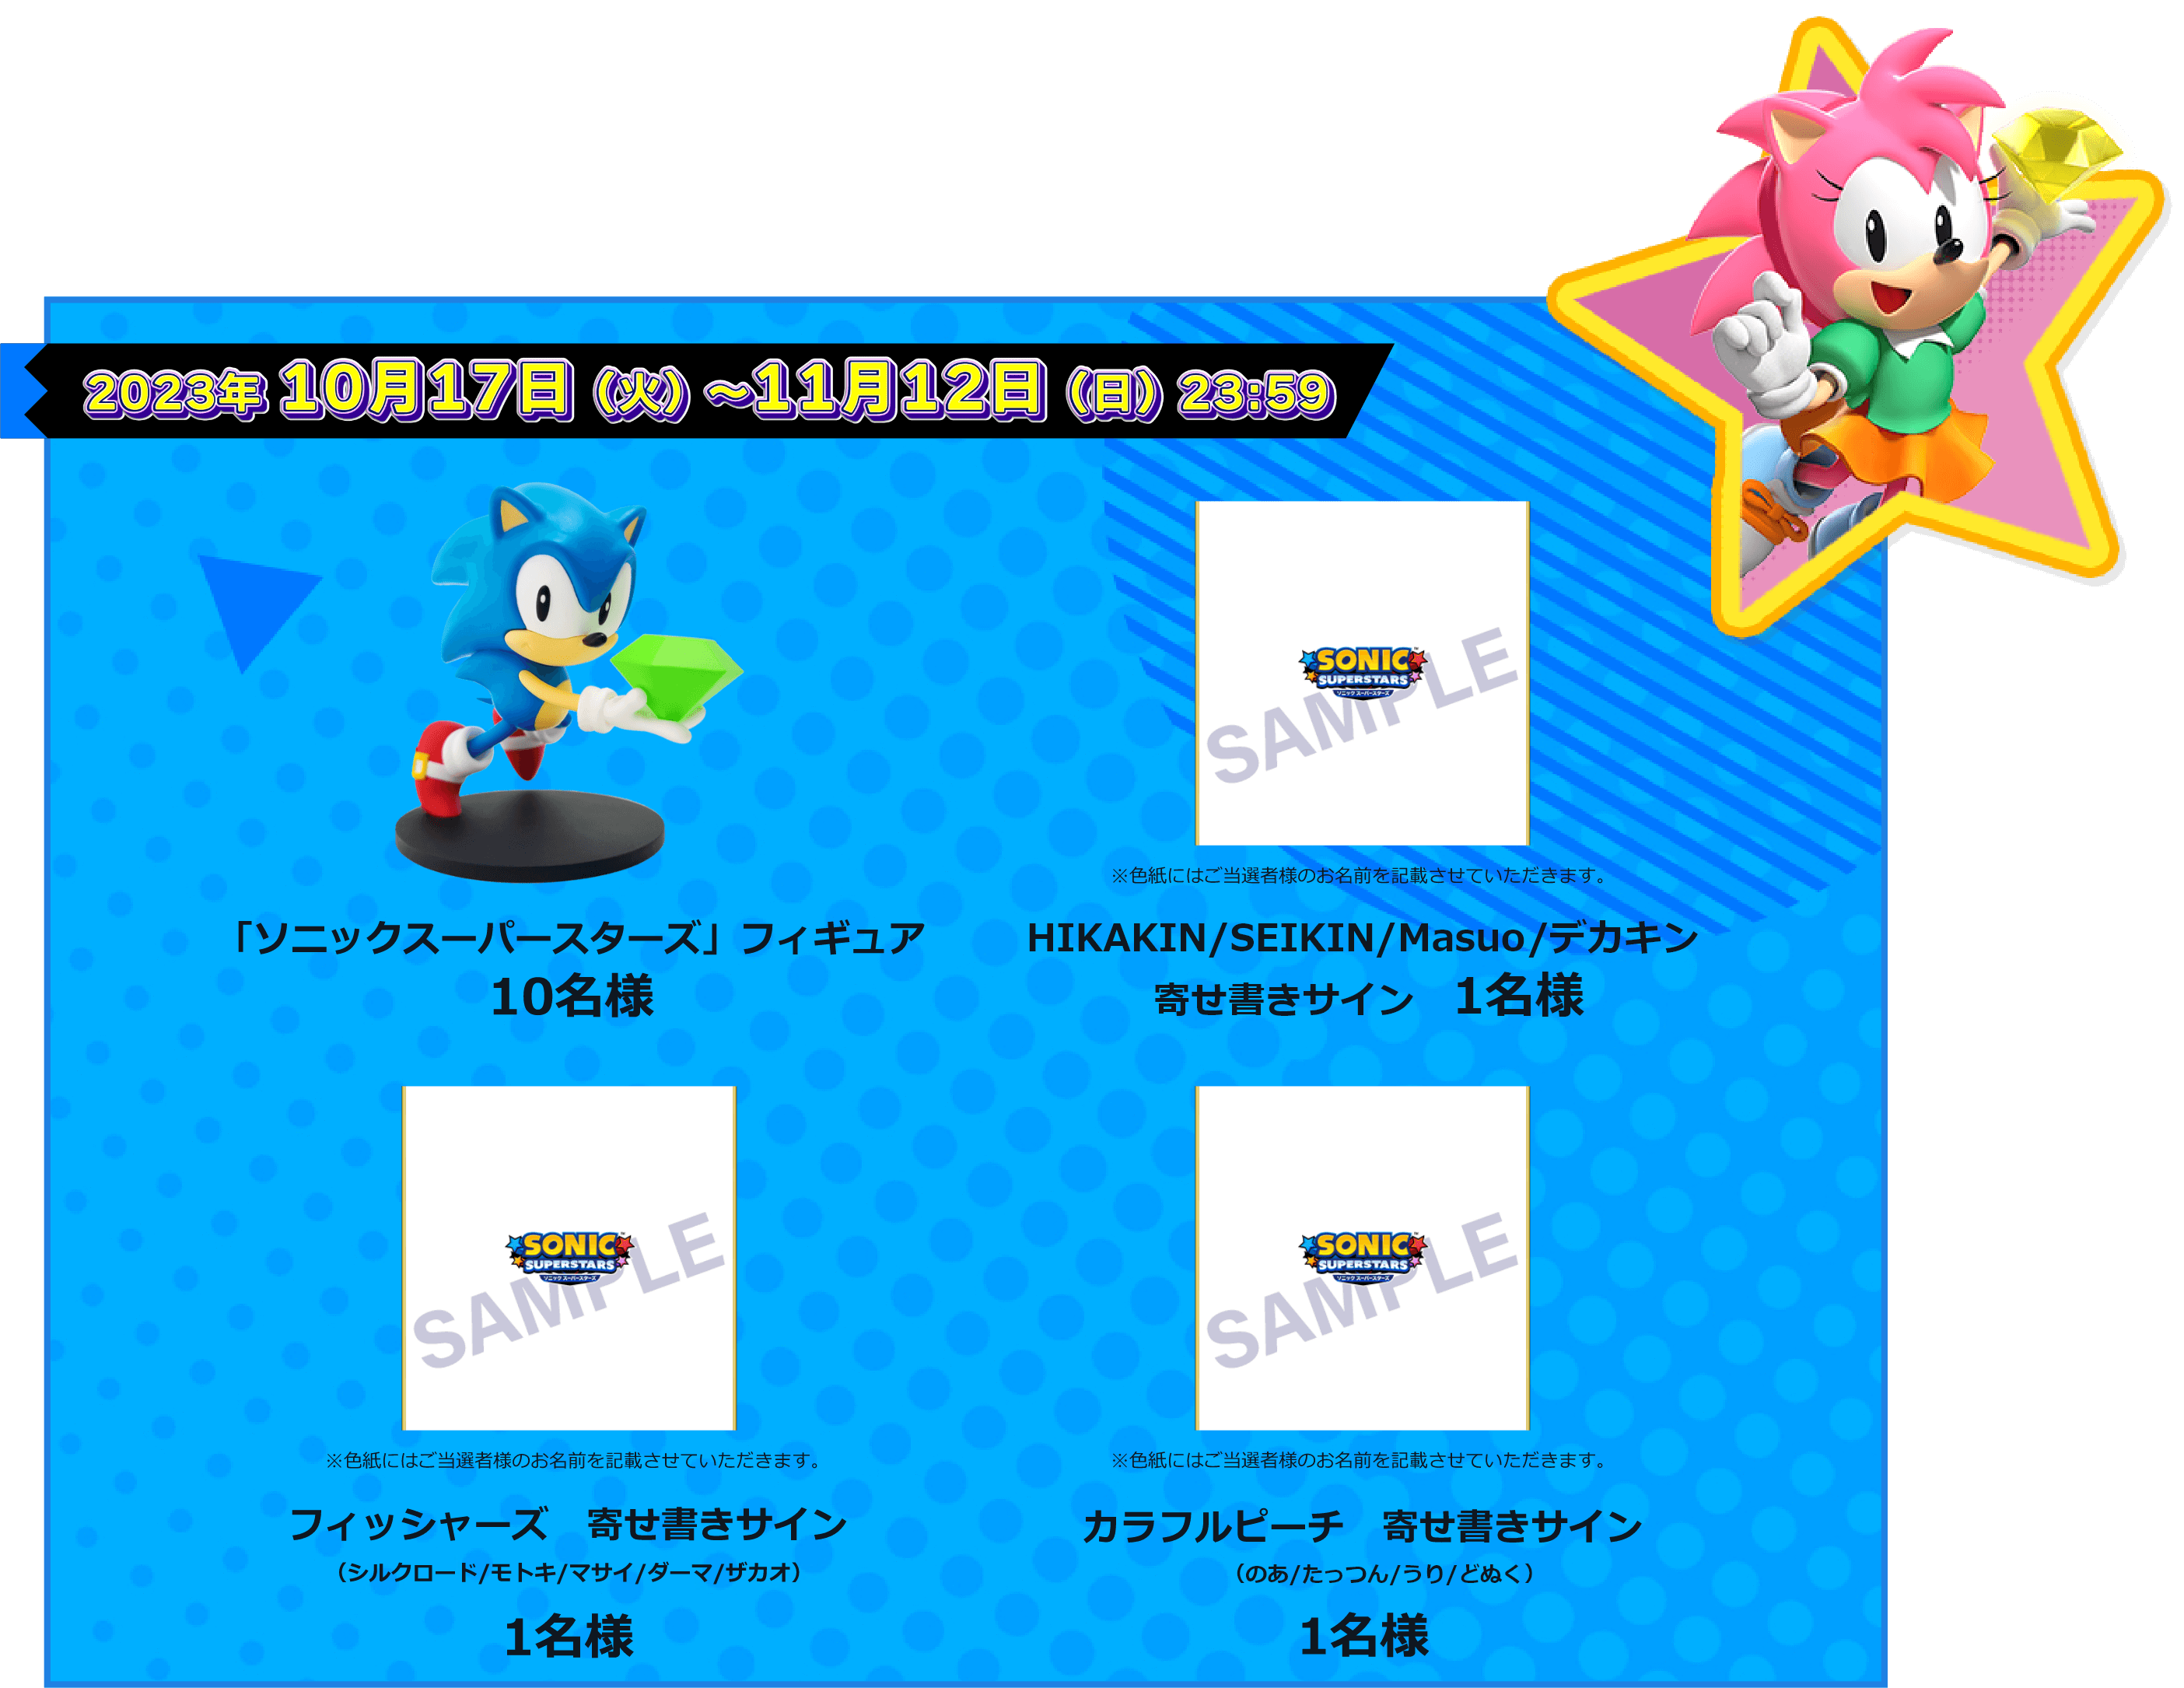 2023年 10月17日（火）～11月12日（日）23:59
SONIC
SUPERSTARS
ソニック スーパースターズ
SAMPLE
※色紙にはご当選者様のお名前を記載させていただきます。
「ソニックスーパースターズ」フィギュア
10名様
HIKAKIN/SEIKIN/Masuo/デカキン
寄せ書きサイン　1名様
SONIC
SUPERSTARS
ソニック スーパースターズ
SAMPLE
※色紙にはご当選者様のお名前を記載させていただきます。
フィッシャーズ　寄せ書きサイン
（シルクロード/モトキ/マサイ/ダーマ/ザカオ）
1名様
SONIC
SUPERSTARS
ソニック スーパースターズ
SAMPLE
※色紙にはご当選者様のお名前を記載させていただきます。
カラフルピーチ　寄せ書きサイン
（のあ/たっつん/うり/どぬく）
1名様